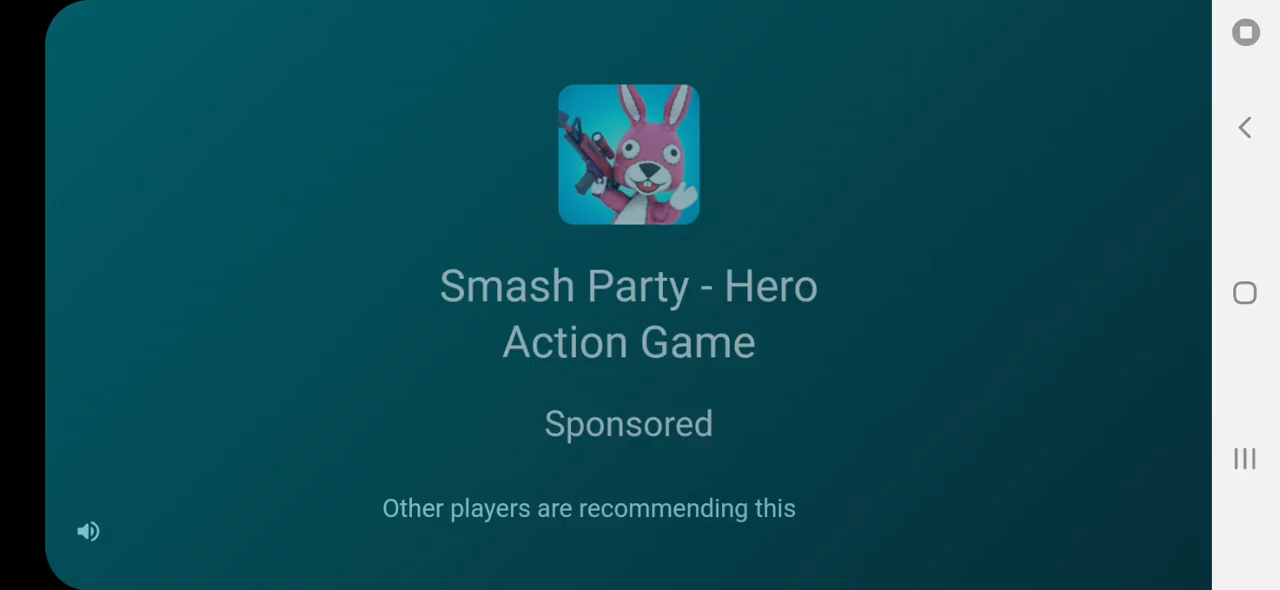 Smash Party - Hero
Action Game
Sponsored
Other players are recommending this